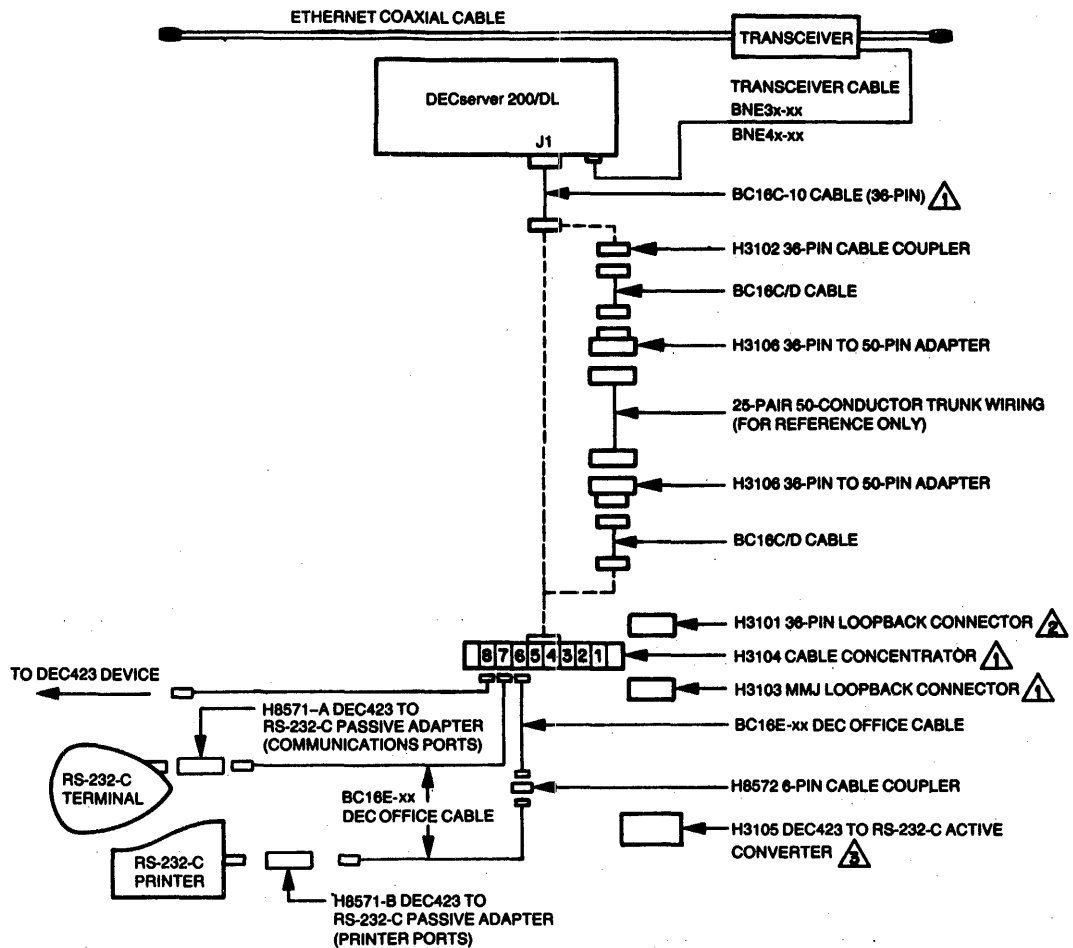 ETHERNET COAXIAL CABLE
TRANSCEIVER
DECserver 200/DL
J1
TRANSCEIVER CABLE
BNE3x-xx
BNE4x-xx
BC16C-10 CABLE (36-PIN) 1
H3102 36-PIN CABLE COUPLER
BC16C/D CABLE
H3106 36-PIN TO 50-PIN ADAPTER
25-PAIR 50-CONDUCTOR TRUNK WIRING
(FOR REFERENCE ONLY)
H3106 36-PIN TO 50-PIN ADAPTER
BC16C/D CABLE
H3101 36-PIN LOOPBACK CONNECTOR 2
8 7 6 5 4 3 2 1
H3104 CABLE CONCENTRATOR 1
TO DEC423 DEVICE
H3103 MMJ LOOPBACK CONNECTOR 1
H8571-A DEC423 TO
RS-232-C PASSIVE ADAPTER
(COMMUNICATIONS PORTS)
BC16E-xx DEC OFFICE CABLE
RS-232-C
TERMINAL
BC16E-xx
DEC OFFICE CABLE
H8572 6-PIN CABLE COUPLER
H3105 DEC423 TO RS-232-C ACTIVE
CONVERTER 3
RS-232-C
PRINTER
H8571-B DEC423 TO
RS-232-C PASSIVE ADAPTER
(PRINTER PORTS)